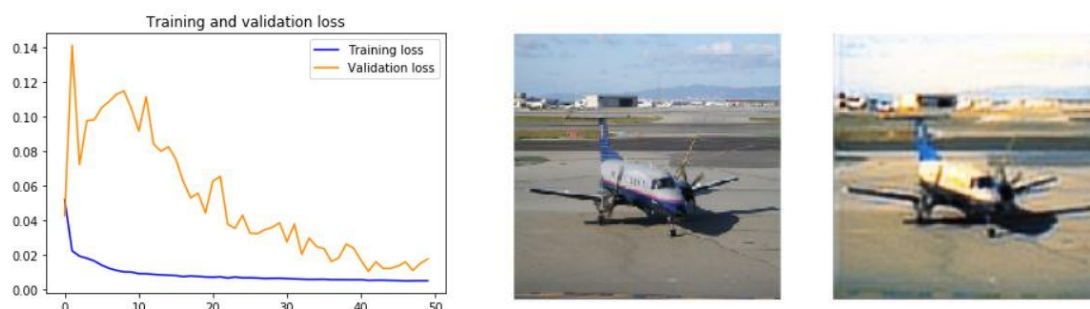 Training and validation loss
Training loss
Validation loss
0.14
0.12
0.10
0.08
0.06
0.04
0.02
0.00
0 10 20 30 40 50